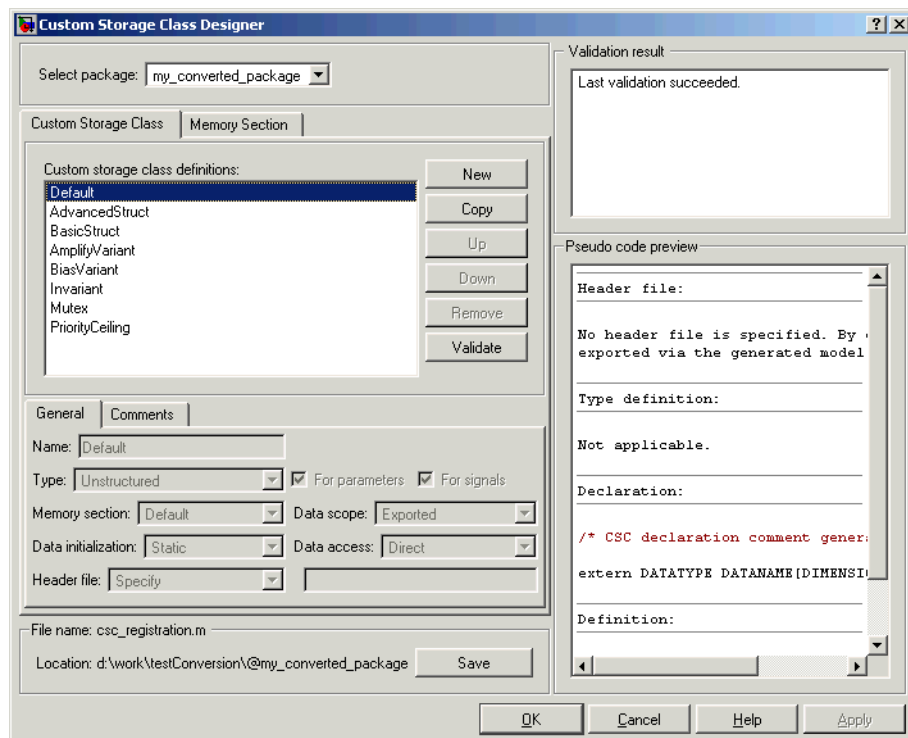 Custom Storage Class Designer
Select package: my_converted_package
Custom Storage Class Memory Section
Custom storage class definitions:
Default
AdvancedStruct
BasicStruct
AmplifyVariant
BiasVariant
Invariant
Mutex
PriorityCeiling
New
Copy
Up
Down
Remove
Validate
General Comments
Name: Default
Type: Unstructured For parameters For signals
Memory section: Default Data scope: Exported
Data initialization: Static Data access: Direct
Header file: Specify
File name: csc_registration.m
Location: d:\work\testConversion\@my_converted_package Save
Validation result
Last validation succeeded.
Pseudo code preview
Header file:
No header file is specified. By
exported via the generated model
Type definition:
Not applicable.
Declaration:
/* CSC declaration comment gener
extern DATATYPE DATANAME[DIMENSI
Definition:
OK Cancel Help Apply